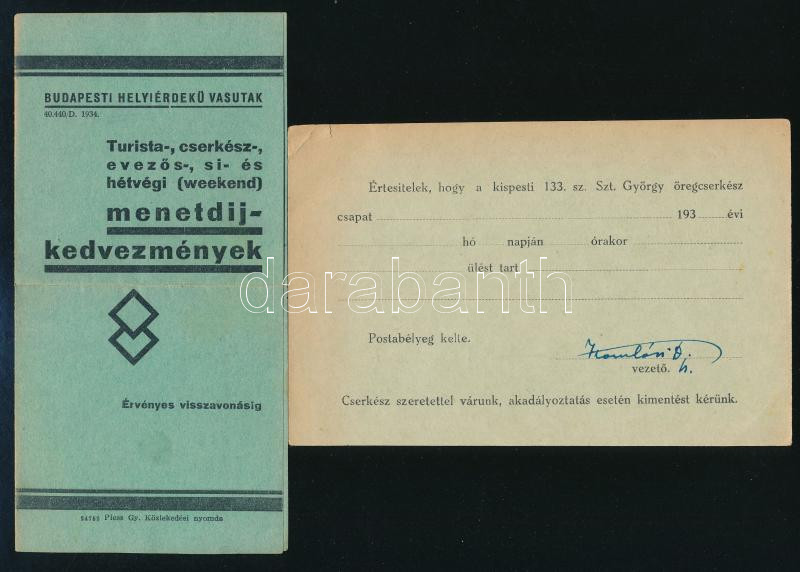 BUDAPESTI HELYIÉRDEKŰ VASUTAK
40.440/D. 1934.
Turista-, cserkész-,
evezős-, si- és
hétvégi (weekend)
menetdij-
kedvezmények
Érvényes visszavonásig
54762 Piess Gy. Közlekedési nyomda
Értesitelek, hogy a kispesti 133. sz. Szt. György öregcserkész
csapat 193 évi
hó napján órakor
ülést tart
Postabélyeg kelte.
vezető.
Cserkész szeretettel várunk, akadályoztatás esetén kimentést kérünk.
darabanth